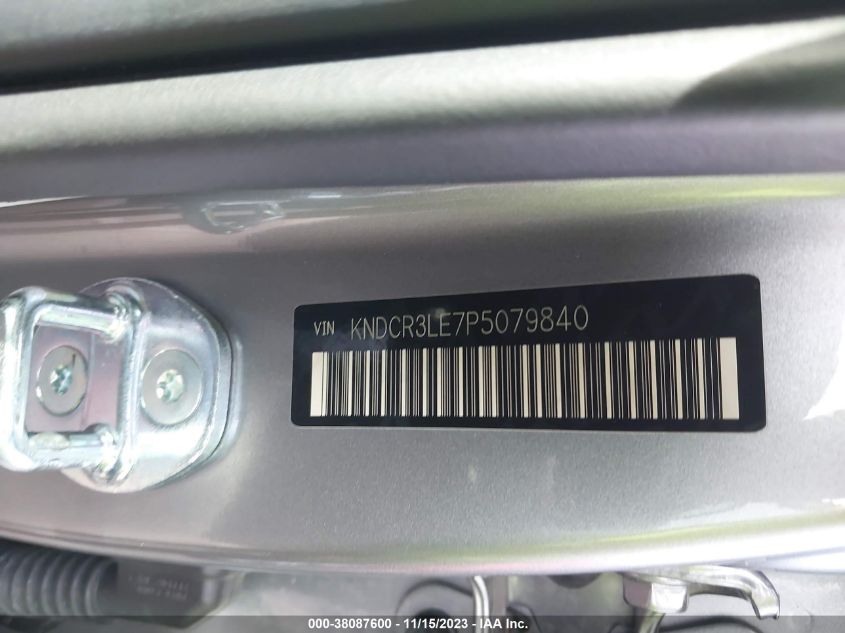 VIN KNDCR3LE7P5079840
000-38087600 - 11/15/2023 - IAA Inc.